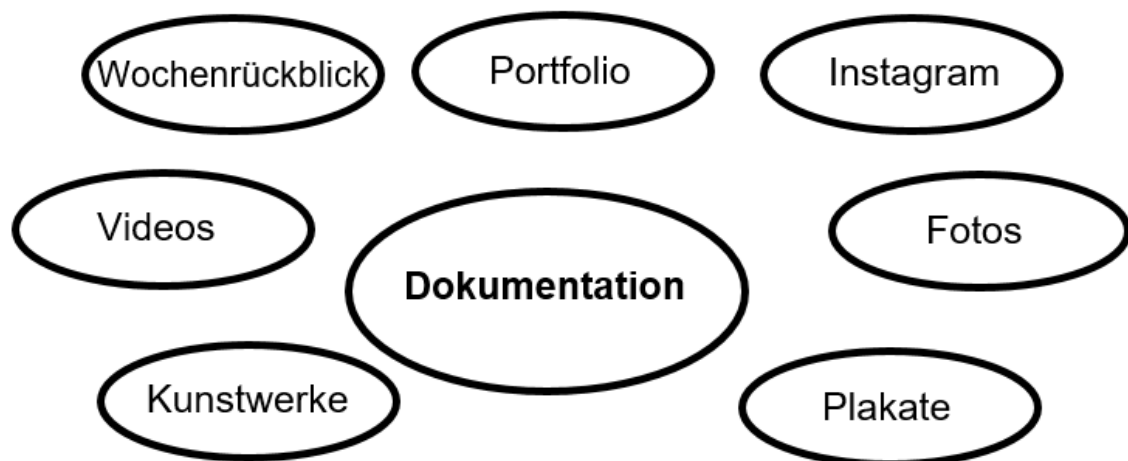 Wochenrückblick
Portfolio
Instagram
Videos
Fotos
Dokumentation
Kunstwerke
Plakate